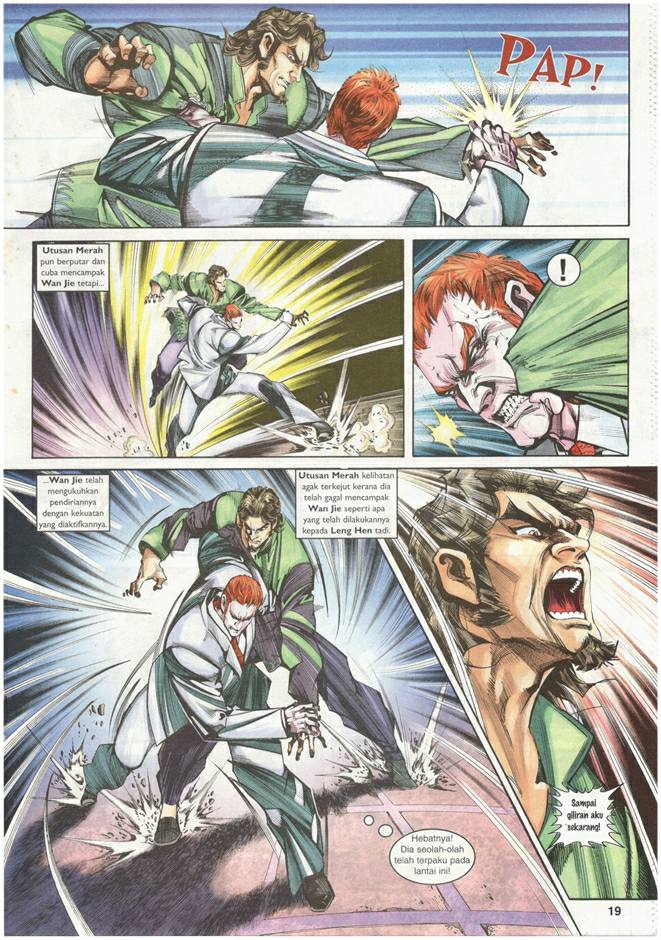 PAP!
Utusan Merah
pun berputar dan
cuba mencampak
Wan Jie tetapi...
!
...Wan Jie telah
mengukuhkan
pendiriannya
dengan kekuatan
yang diaktifkannya.
Utusan Merah kelihatan
agak terkejut kerana dia
telah gagal mencampak
Wan Jie seperti apa
yang telah dilakukannya
kepada Leng Hen tadi.
Hebatnya!
Dia seolah-olah
telah terpaku pada
lantai ini!
Sampai
giliran aku
sekarang!
19